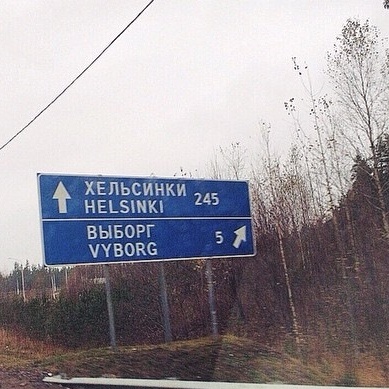 ХЕЛЬСИНКИ
HELSINKI 245
ВЫБОРГ
VYBORG 5